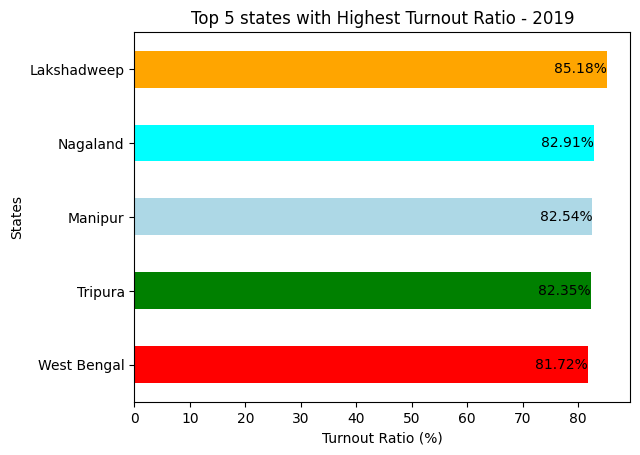 Top 5 states with Highest Turnout Ratio - 2019
States
Lakshadweep 85.18%
Nagaland 82.91%
Manipur 82.54%
Tripura 82.35%
West Bengal 81.72%
0 10 20 30 40 50 60 70 80
Turnout Ratio (%)